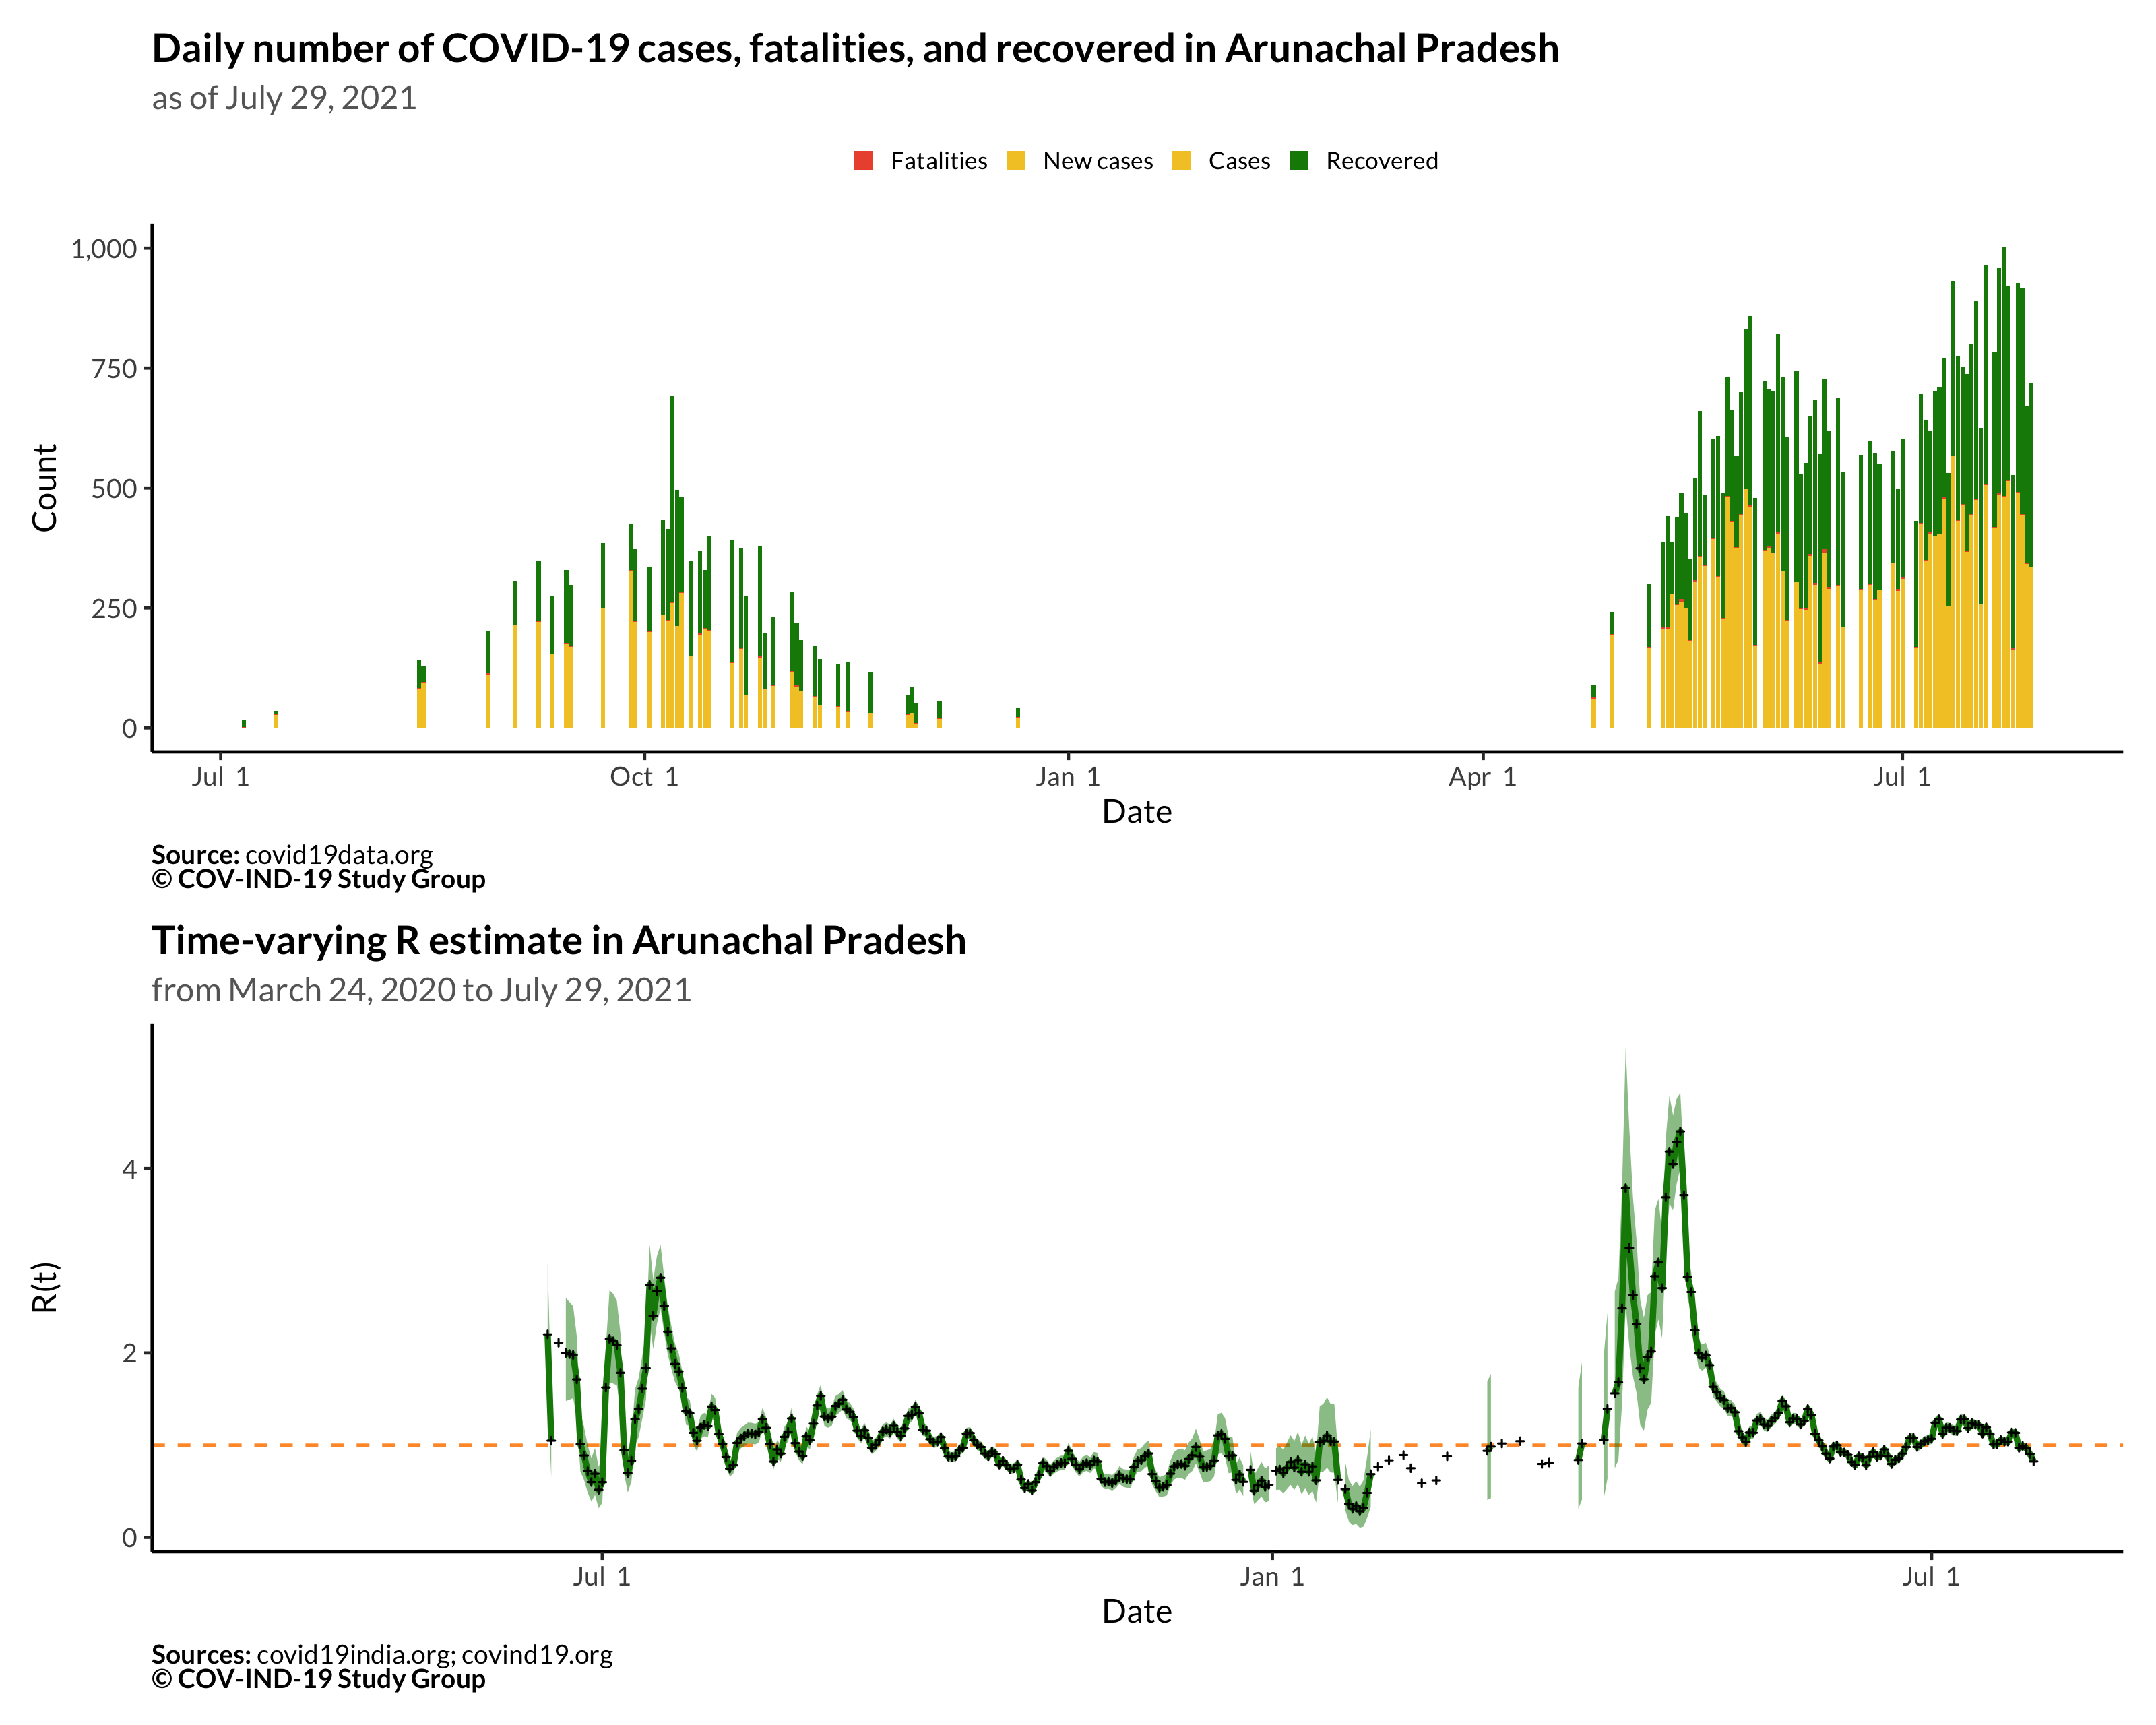 Daily number of COVID-19 cases, fatalities, and recovered in Arunachal Pradesh
as of July 29, 2021
Fatalities New cases Cases Recovered
1,000
750
500
250
0
Count
Jul 1 Oct 1 Jan 1 Apr 1 Jul 1
Date
Source: covid19data.org
© COV-IND-19 Study Group
Time-varying R estimate in Arunachal Pradesh
from March 24, 2020 to July 29, 2021
4
2
0
R(t)
Jul 1 Jan 1 Jul 1
Date
Sources: covid19india.org; covind19.org
© COV-IND-19 Study Group